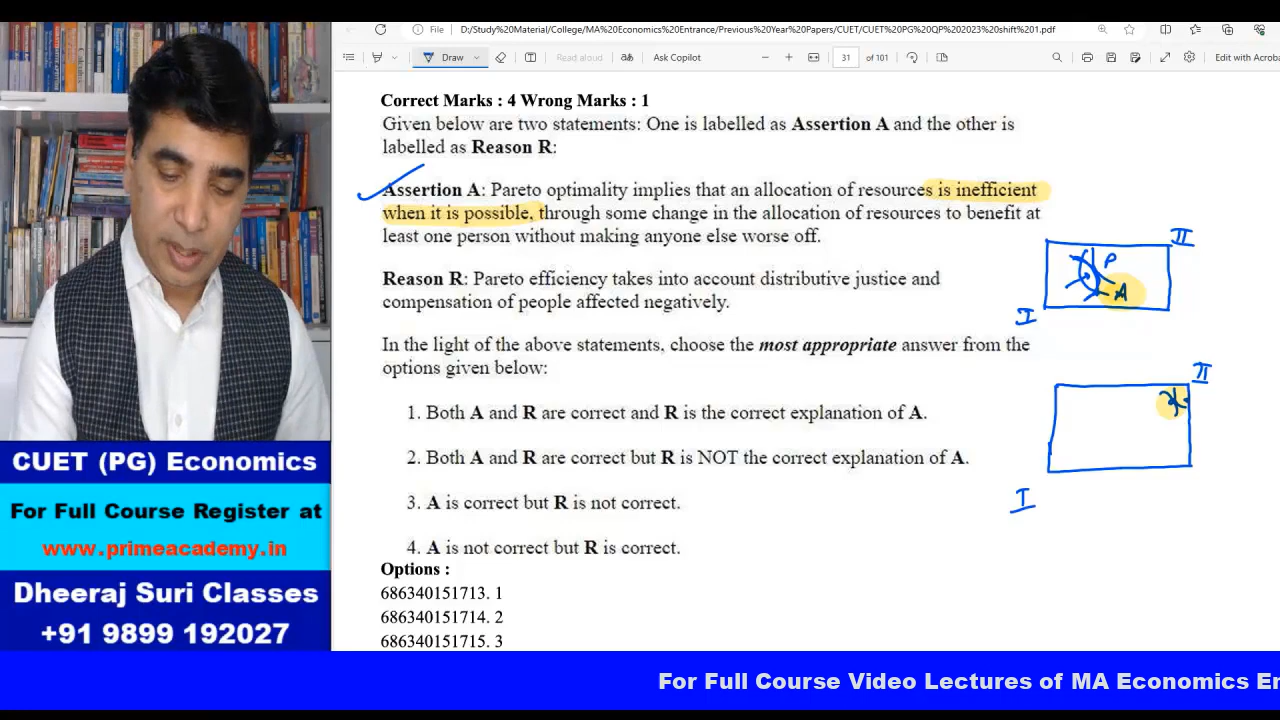 File
D:/Study%20Material/College/MA%20Economics%20Entrance/Previous%20Year%20Papers/CUET/CUET%20PG%20QP%202023%20shift%201.pdf
Draw
Read aloud
Ask Copilot
31 of 101
Edit with Acroba
Correct Marks : 4 Wrong Marks : 1
Given below are two statements: One is labelled as Assertion A and the other is
labelled as Reason R:
Assertion A: Pareto optimality implies that an allocation of resources is inefficient
when it is possible, through some change in the allocation of resources to benefit at
least one person without making anyone else worse off.
Reason R: Pareto efficiency takes into account distributive justice and
compensation of people affected negatively.
In the light of the above statements, choose the most appropriate answer from the
options given below:
1. Both A and R are correct and R is the correct explanation of A.
2. Both A and R are correct but R is NOT the correct explanation of A.
3. A is correct but R is not correct.
4. A is not correct but R is correct.
Options :
686340151713. 1
686340151714. 2
686340151715. 3
II
P
A
I
II
I
CUET (PG) Economics
For Full Course Register at
www.primeacademy.in
Dheeraj Suri Classes
+91 9899 192027
For Full Course Video Lectures of MA Economics En